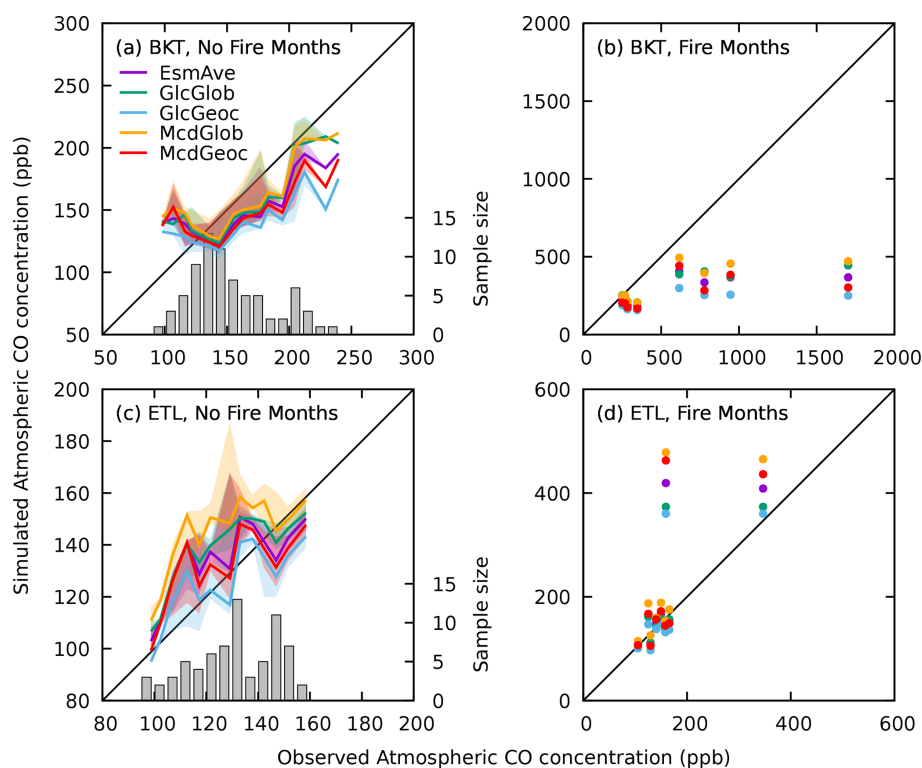 Simulated Atmospheric CO concentration (ppb)
300
250
200
150
100
50
(a) BKT, No Fire Months
EsmAve
GlcGlob
GlcGeoc
McdGlob
McdGeoc
15
10
5
0
Sample size
50 100 150 200 250 300
2000
1500
1000
500
0
(b) BKT, Fire Months
0 500 1000 1500 2000
200
180
160
140
120
100
80
(c) ETL, No Fire Months
15
10
5
0
Sample size
80 100 120 140 160 180 200
600
400
200
0
(d) ETL, Fire Months
0 200 400 600
Observed Atmospheric CO concentration (ppb)